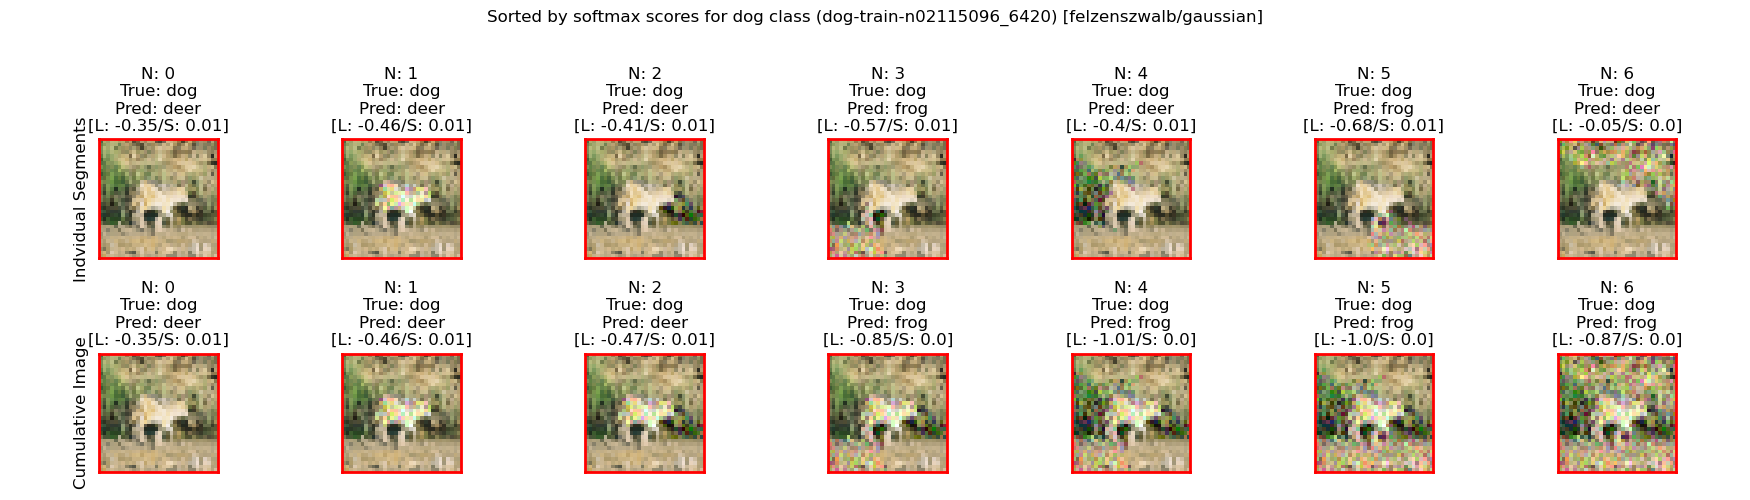 Sorted by softmax scores for dog class (dog-train-n02115096_6420) [felzenszwalb/gaussian]
Indvidual Segments
N: 0
True: dog
Pred: deer
[L: -0.35/S: 0.01]
N: 1
True: dog
Pred: deer
[L: -0.46/S: 0.01]
N: 2
True: dog
Pred: deer
[L: -0.41/S: 0.01]
N: 3
True: dog
Pred: frog
[L: -0.57/S: 0.01]
N: 4
True: dog
Pred: deer
[L: -0.4/S: 0.01]
N: 5
True: dog
Pred: frog
[L: -0.68/S: 0.01]
N: 6
True: dog
Pred: deer
[L: -0.05/S: 0.0]
Cumulative Image
N: 0
True: dog
Pred: deer
[L: -0.35/S: 0.01]
N: 1
True: dog
Pred: deer
[L: -0.46/S: 0.01]
N: 2
True: dog
Pred: deer
[L: -0.47/S: 0.01]
N: 3
True: dog
Pred: frog
[L: -0.85/S: 0.0]
N: 4
True: dog
Pred: frog
[L: -1.01/S: 0.0]
N: 5
True: dog
Pred: frog
[L: -1.0/S: 0.0]
N: 6
True: dog
Pred: frog
[L: -0.87/S: 0.0]